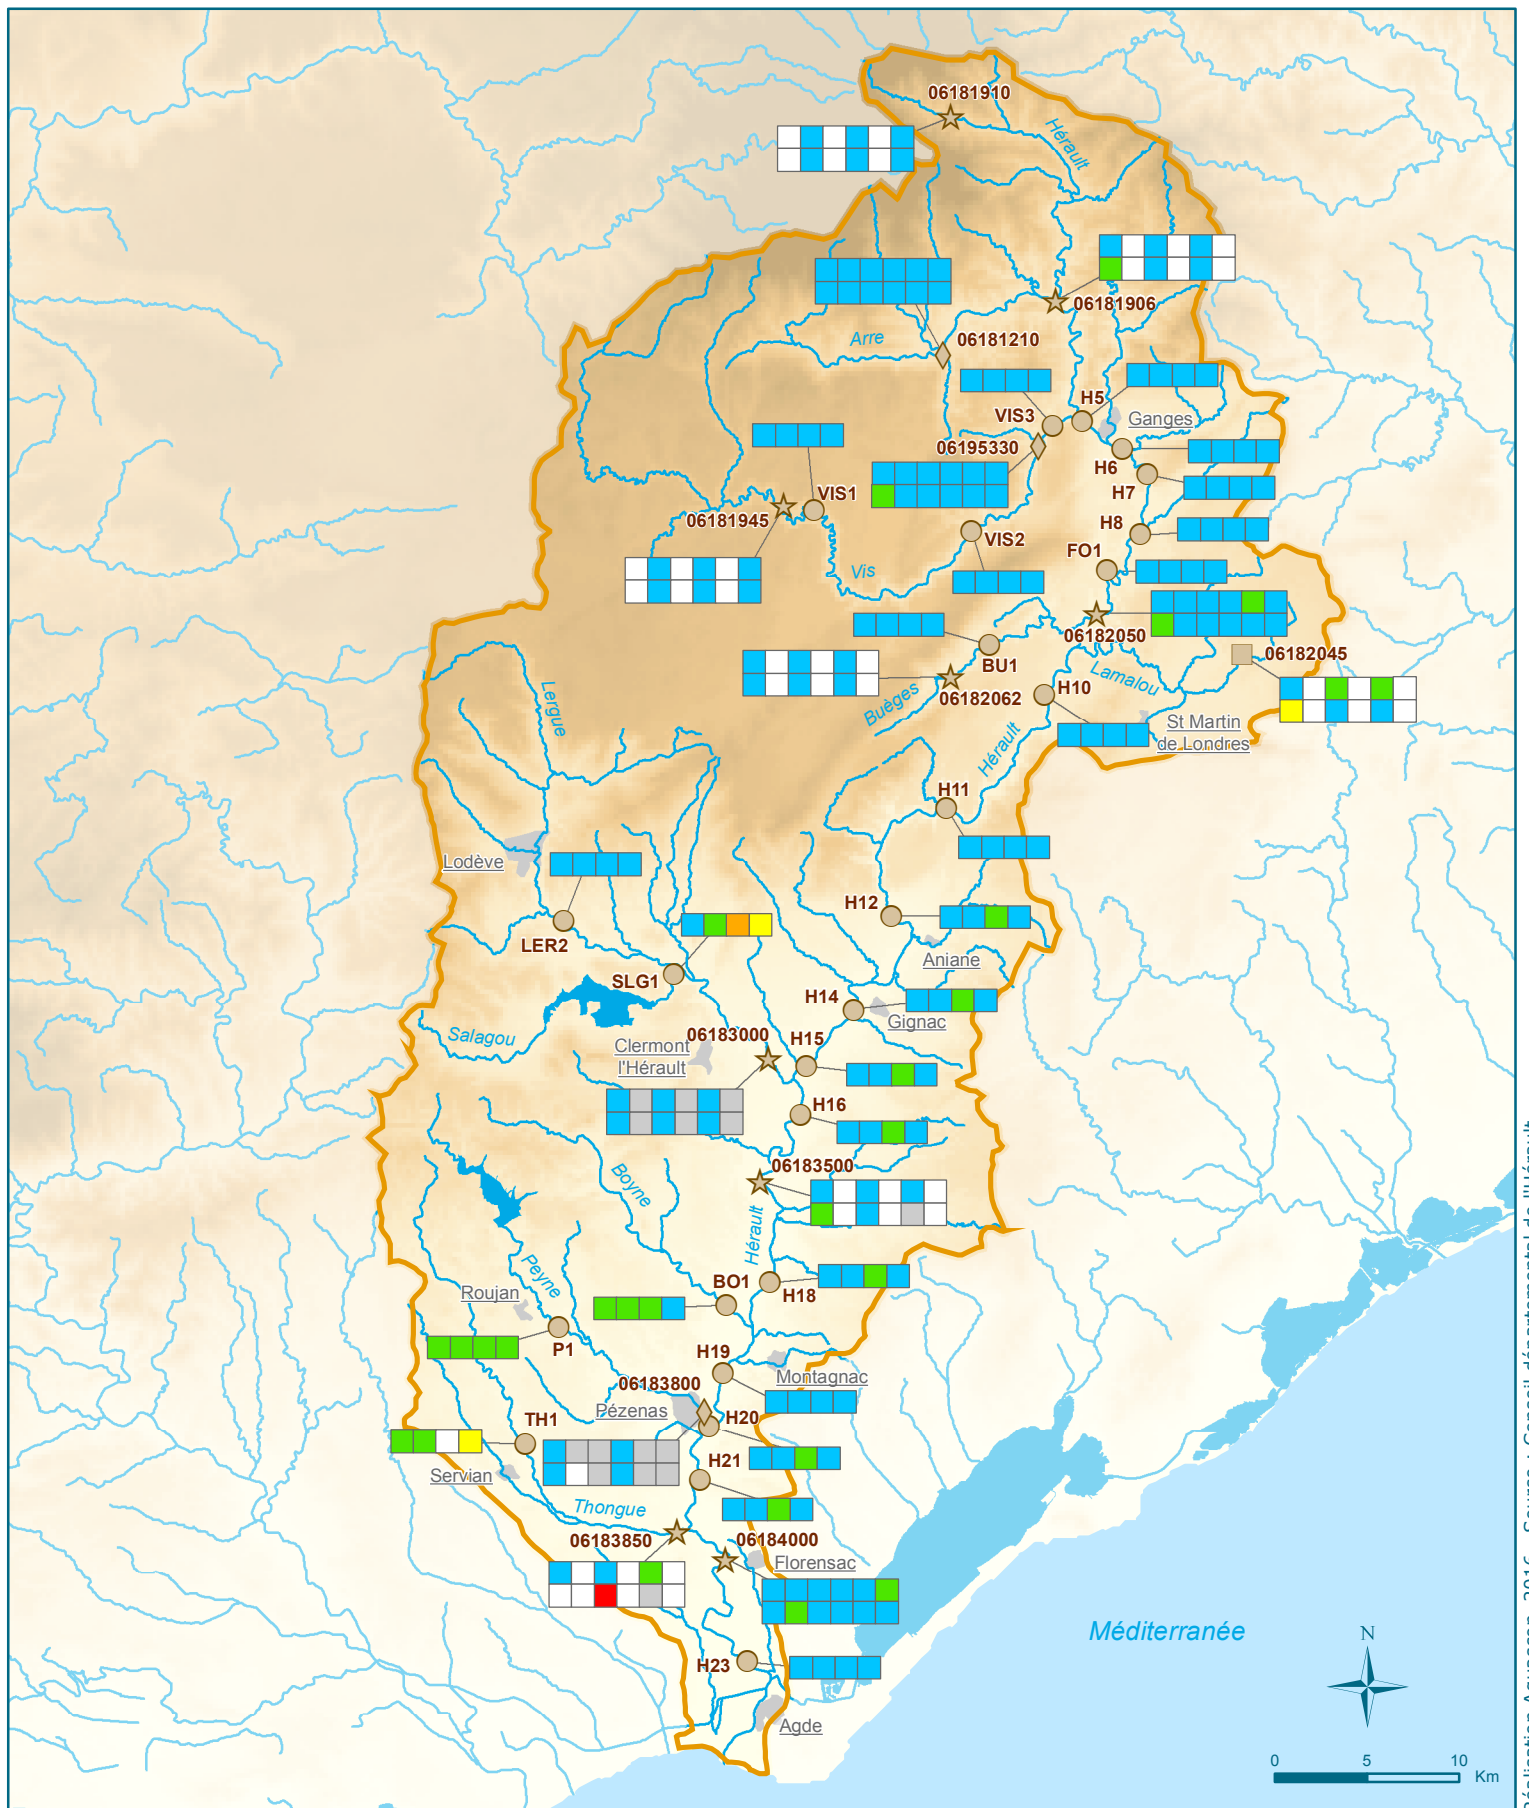 06181910
Hérault
06181906
Arre
06181210
H5
VIS3
Ganges
06195330
H6
VIS1
H7
06181945
H8
VIS2
FO1
Vis
06182050
06182045
BU1
Lamalou
H10
06182062
Buèges
St Martin
de Londres
Lergue
Hérault
H11
Lodève
H12
LER2
Aniane
SLG1
H14
Gignac
Salagou
06183000
H15
Clermont
l'Hérault
H16
06183500
Boyne
Hérault
Peyne
BO1
H18
Roujan
P1
H19
Montagnac
06183800
Pézenas
H20
TH1
H21
Servian
Thongue
06183850
06184000
Florensac
Méditerranée
N
H23
Agde
0 5 10
Km